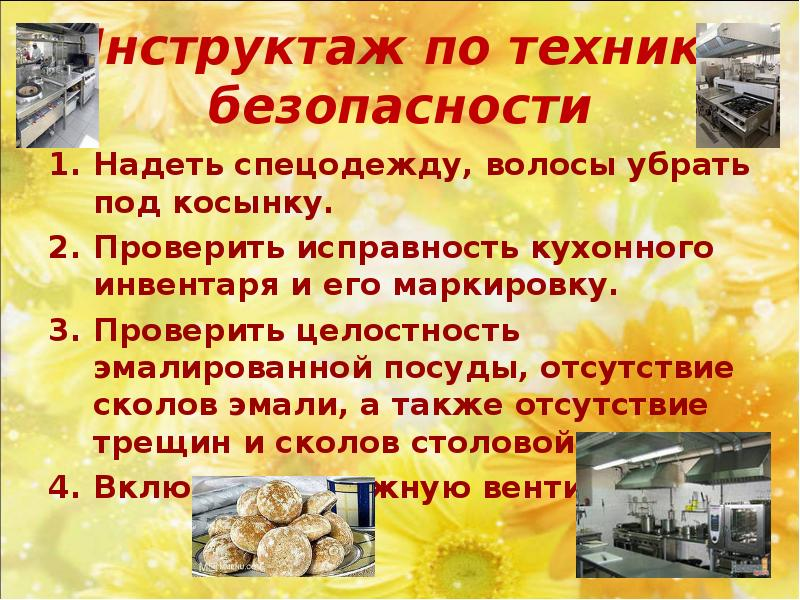 Инструктаж по техник
безопасности
1. Надеть спецодежду, волосы убрать
под косынку.
2. Проверить исправность кухонного
инвентаря и его маркировку.
3. Проверить целостность
эмалированной посуды, отсутствие
сколов эмали, а также отсутствие
трещин и сколов столовой
4. Вклю жную венти